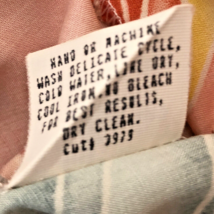 HAND OR MACHINE
WASH DELICATE CYCLE,
COLD WATER, LINE DRY,
COOL IRON, NO BLEACH
FOR BEST RESULTS,
DRY CLEAN.
Cut# 3979